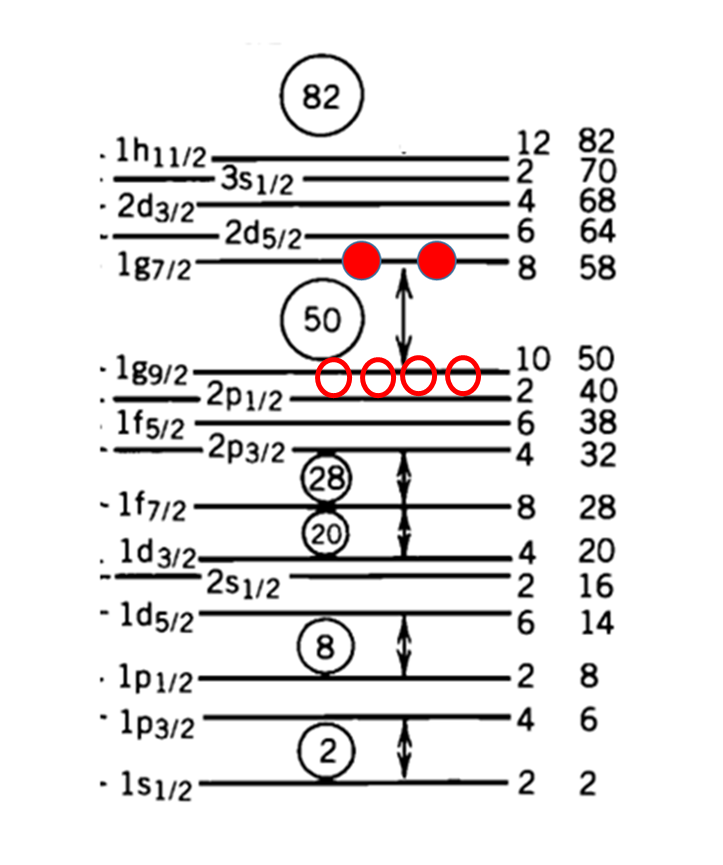 82
1h11/2 12 82
3s1/2 2 70
2d3/2 4 68
2d5/2 6 64
1g7/2 8 58
50
1g9/2 10 50
2p1/2 2 40
1f5/2 6 38
2p3/2 4 32
28
1f7/2 8 28
20
1d3/2 4 20
2s1/2 2 16
1d5/2 6 14
8
1p1/2 2 8
1p3/2 4 6
2
1s1/2 2 2